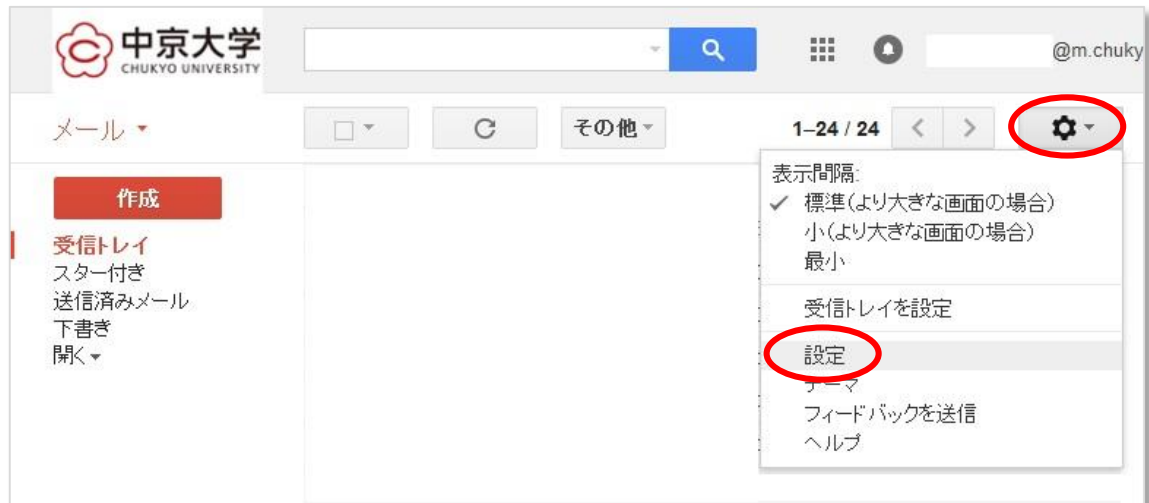 中京大学
CHUKYO UNIVERSITY
@m.chuky
メール
その他
1–24 / 24
作成
受信トレイ
スター付き
送信済みメール
下書き
開く
表示間隔:
標準(より大きな画面の場合)
小(より大きな画面の場合)
最小
受信トレイを設定
設定
テーマ
フィードバックを送信
ヘルプ